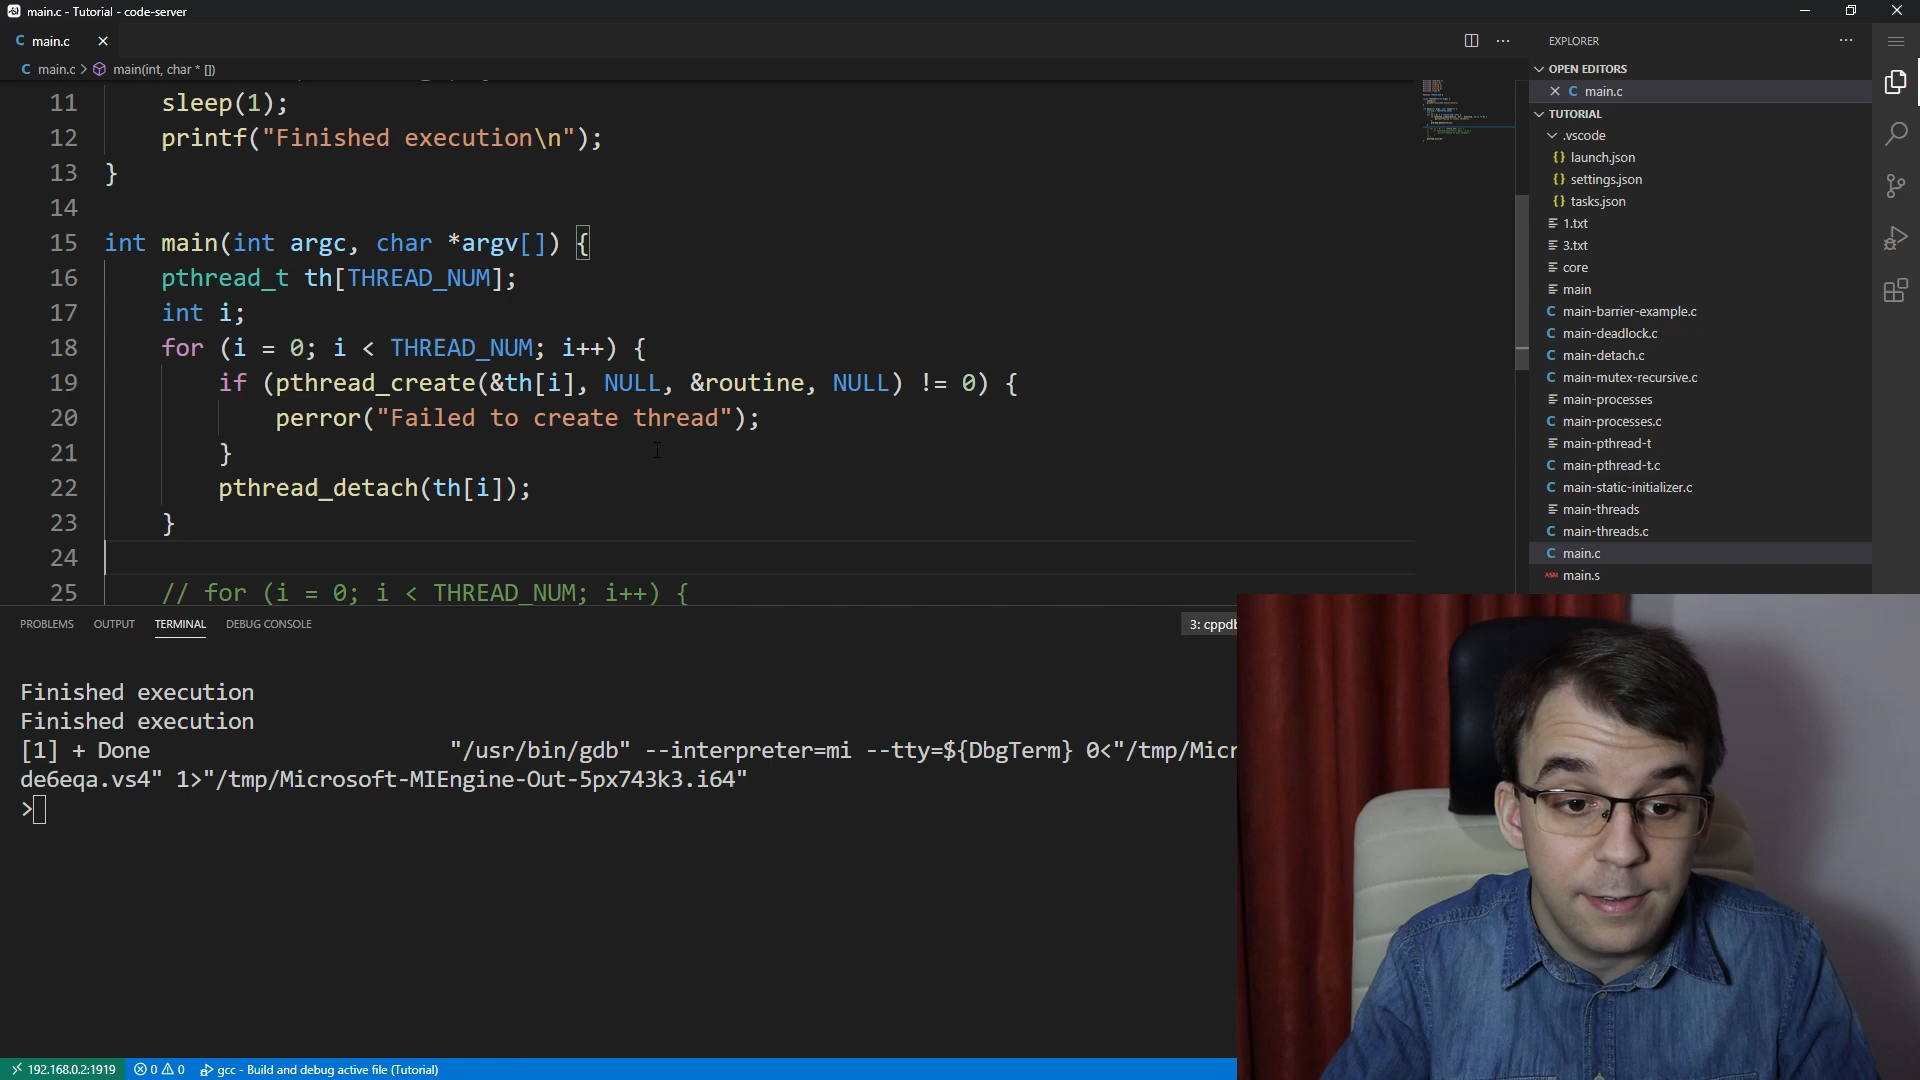 main.c - Tutorial - code-server
main.c
EXPLORER
main.c > main(int, char * [])
OPEN EDITORS
main.c
TUTORIAL
.vscode
launch.json
settings.json
tasks.json
1.txt
3.txt
core
main
main-barrier-example.c
main-deadlock.c
main-detach.c
main-mutex-recursive.c
main-processes
main-processes.c
main-pthread-t
main-pthread-t.c
main-static-initializer.c
main-threads
main-threads.c
main.c
main.s
11 sleep(1);
12 printf("Finished execution\n");
13 }
14
15 int main(int argc, char *argv[]) {
16 pthread_t th[THREAD_NUM];
17 int i;
18 for (i = 0; i < THREAD_NUM; i++) {
19 if (pthread_create(&th[i], NULL, &routine, NULL) != 0) {
20 perror("Failed to create thread");
21 }
22 pthread_detach(th[i]);
23 }
24
25 // for (i = 0; i < THREAD_NUM; i++) {
PROBLEMS OUTPUT TERMINAL DEBUG CONSOLE 3: cppdb
Finished execution
Finished execution
[1] + Done "/usr/bin/gdb" --interpreter=mi --tty=${DbgTerm} 0<"/tmp/Micr
de6eqa.vs4" 1>"/tmp/Microsoft-MIEngine-Out-5px743k3.i64"
>
192.168.0.2:1919 0 0 gcc - Build and debug active file (Tutorial)